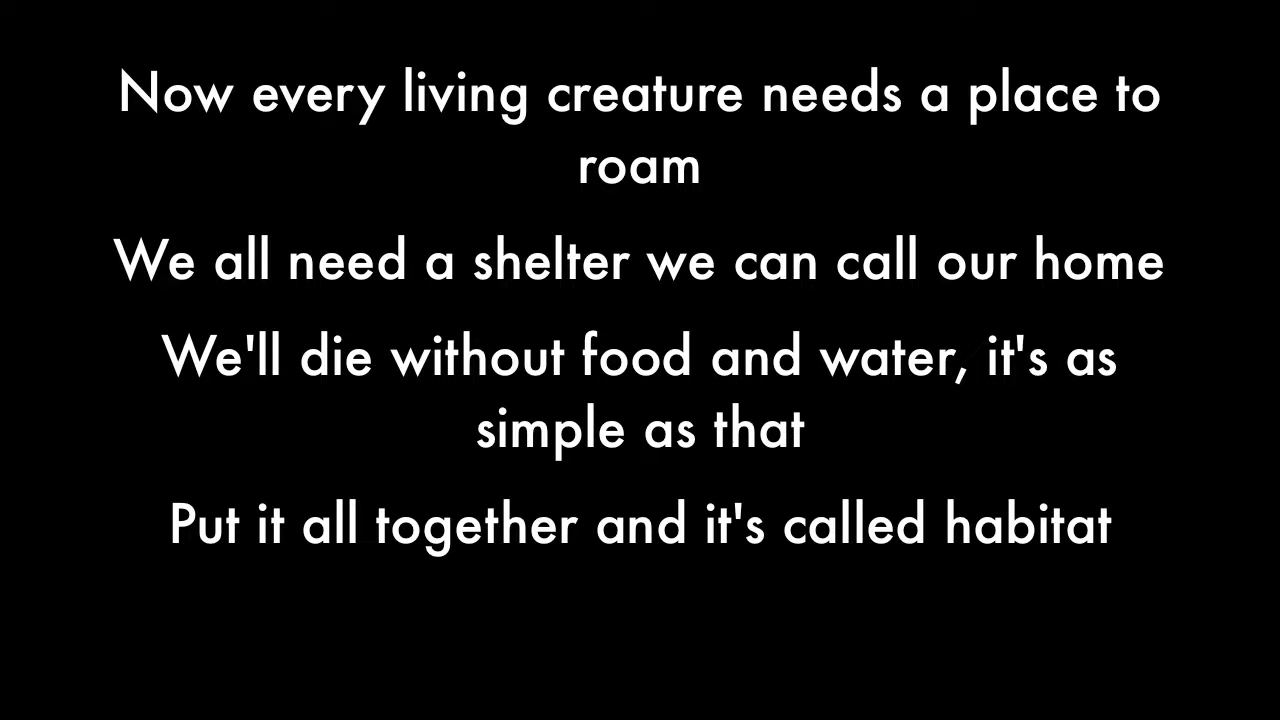 Now every living creature needs a place to
roam
We all need a shelter we can call our home
We'll die without food and water, it's as
simple as that
Put it all together and it's called habitat